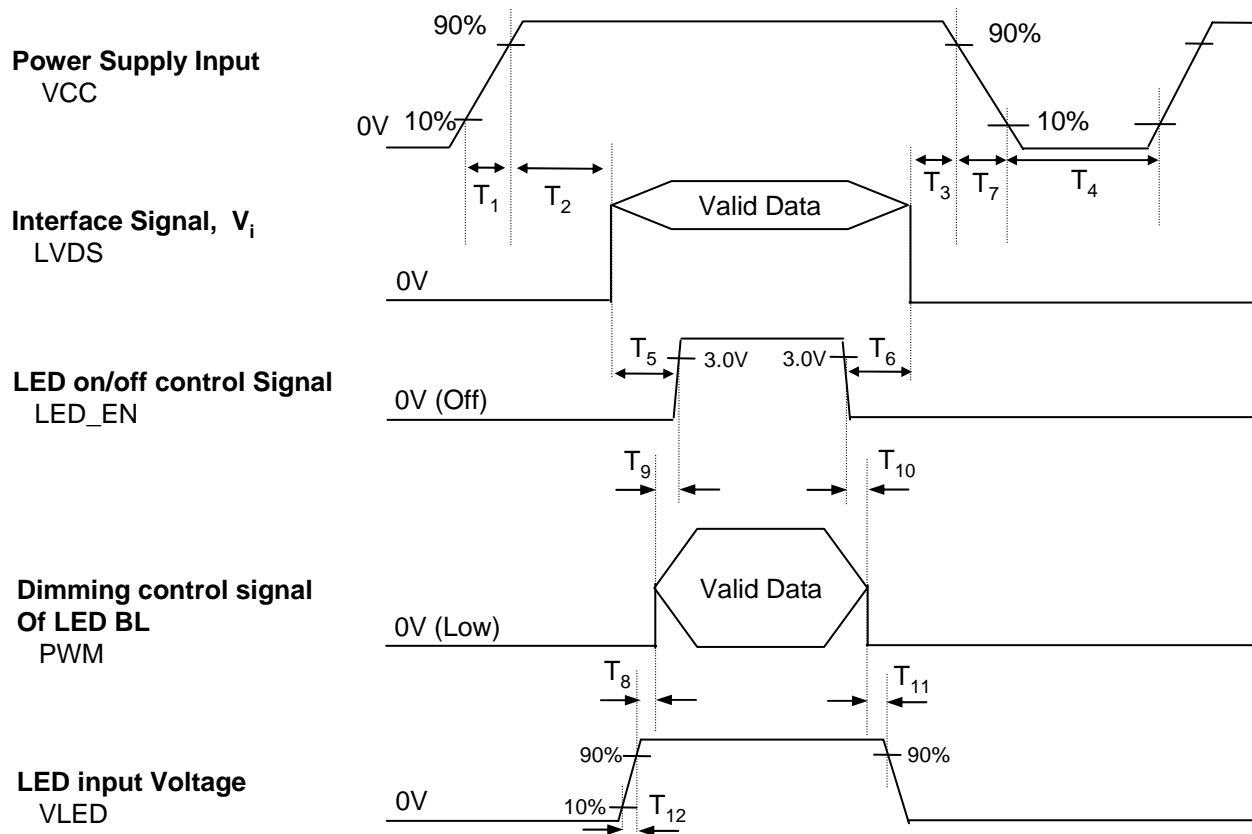 90%
90%
Power Supply Input
VCC
0V
10%
10%
T1
T2
T3
T7
T4
Interface Signal, Vi
LVDS
Valid Data
0V
T5
3.0V
3.0V
T6
LED on/off control Signal
LED_EN
0V (Off)
T9
T10
Dimming control signal
Of LED BL
PWM
Valid Data
0V (Low)
T8
T11
90%
90%
LED input Voltage
VLED
0V
10%
T12